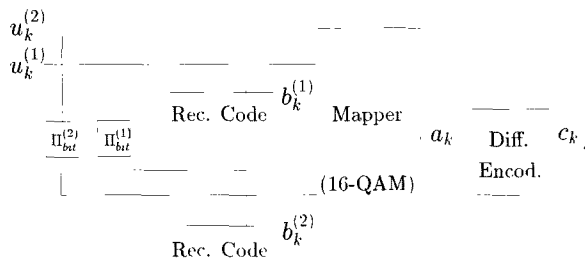 u_k^{(2)}
u_k^{(1)}
b_k^{(1)}
Rec. Code
Mapper
Π_{bit}^{(2)} Π_{bit}^{(1)}
a_k
Diff.
c_k
Encod.
(16-QAM)
b_k^{(2)}
Rec. Code